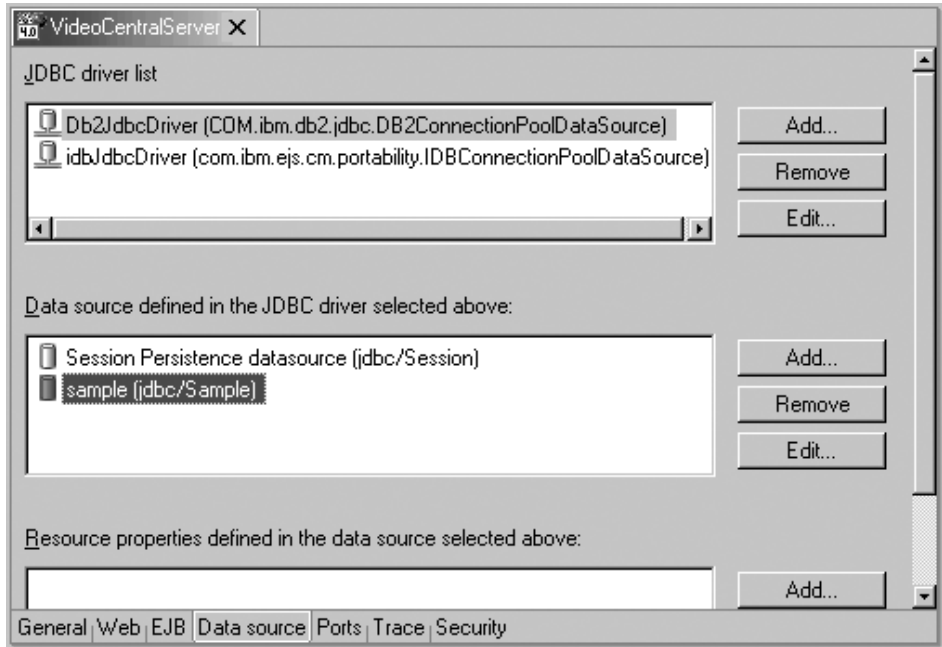 4.0 VideoCentralServer X
JDBC driver list
Db2JdbcDriver (COM.ibm.db2.jdbc.DB2ConnectionPoolDataSource)
idbJdbcDriver (com.ibm.ejs.cm.portability.IDBConnectionPoolDataSource)
Add...
Remove
Edit...
Data source defined in the JDBC driver selected above:
Session Persistence datasource (jdbc/Session)
sample (jdbc/Sample)
Add...
Remove
Edit...
Resource properties defined in the data source selected above:
Add...
General Web EJB Data source Ports Trace Security